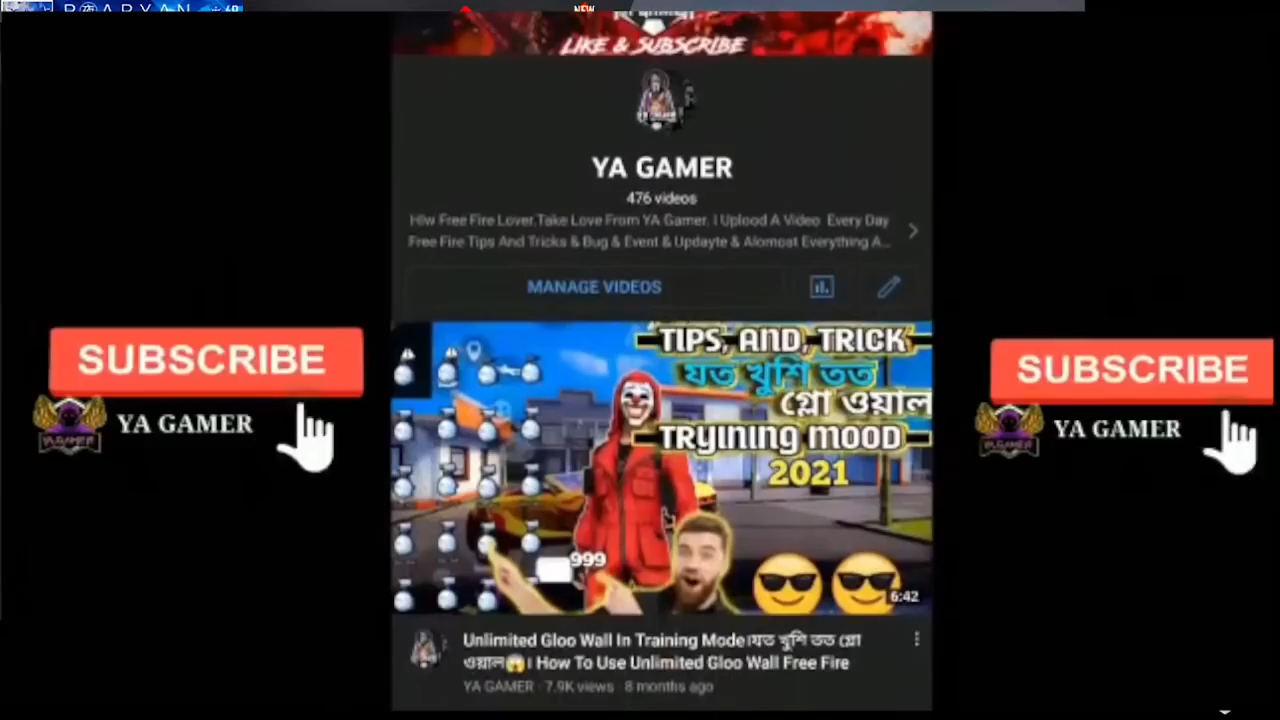 NEW
LIKE & SUBSCRIBE
YA GAMER
476 videos
Hlw Free Fire Lover.Take Love From YA Gamer. I Uplood A Video Every Day
Free Fire Tips And Tricks & Bug & Event & Updayte & Alomost Everything A...
MANAGE VIDEOS
TIPS, AND, TRICK
যত খুশি তত
গ্লো ওয়াল
TRYINING MOOD
2021
999
6:42
SUBSCRIBE
YA GAMER
SUBSCRIBE
YA GAMER
Unlimited Gloo Wall In Training Mode।যত খুশি তত গ্লো
ওয়াল😱। How To Use Unlimited Gloo Wall Free Fire
YA GAMER · 7.9K views · 8 months ago